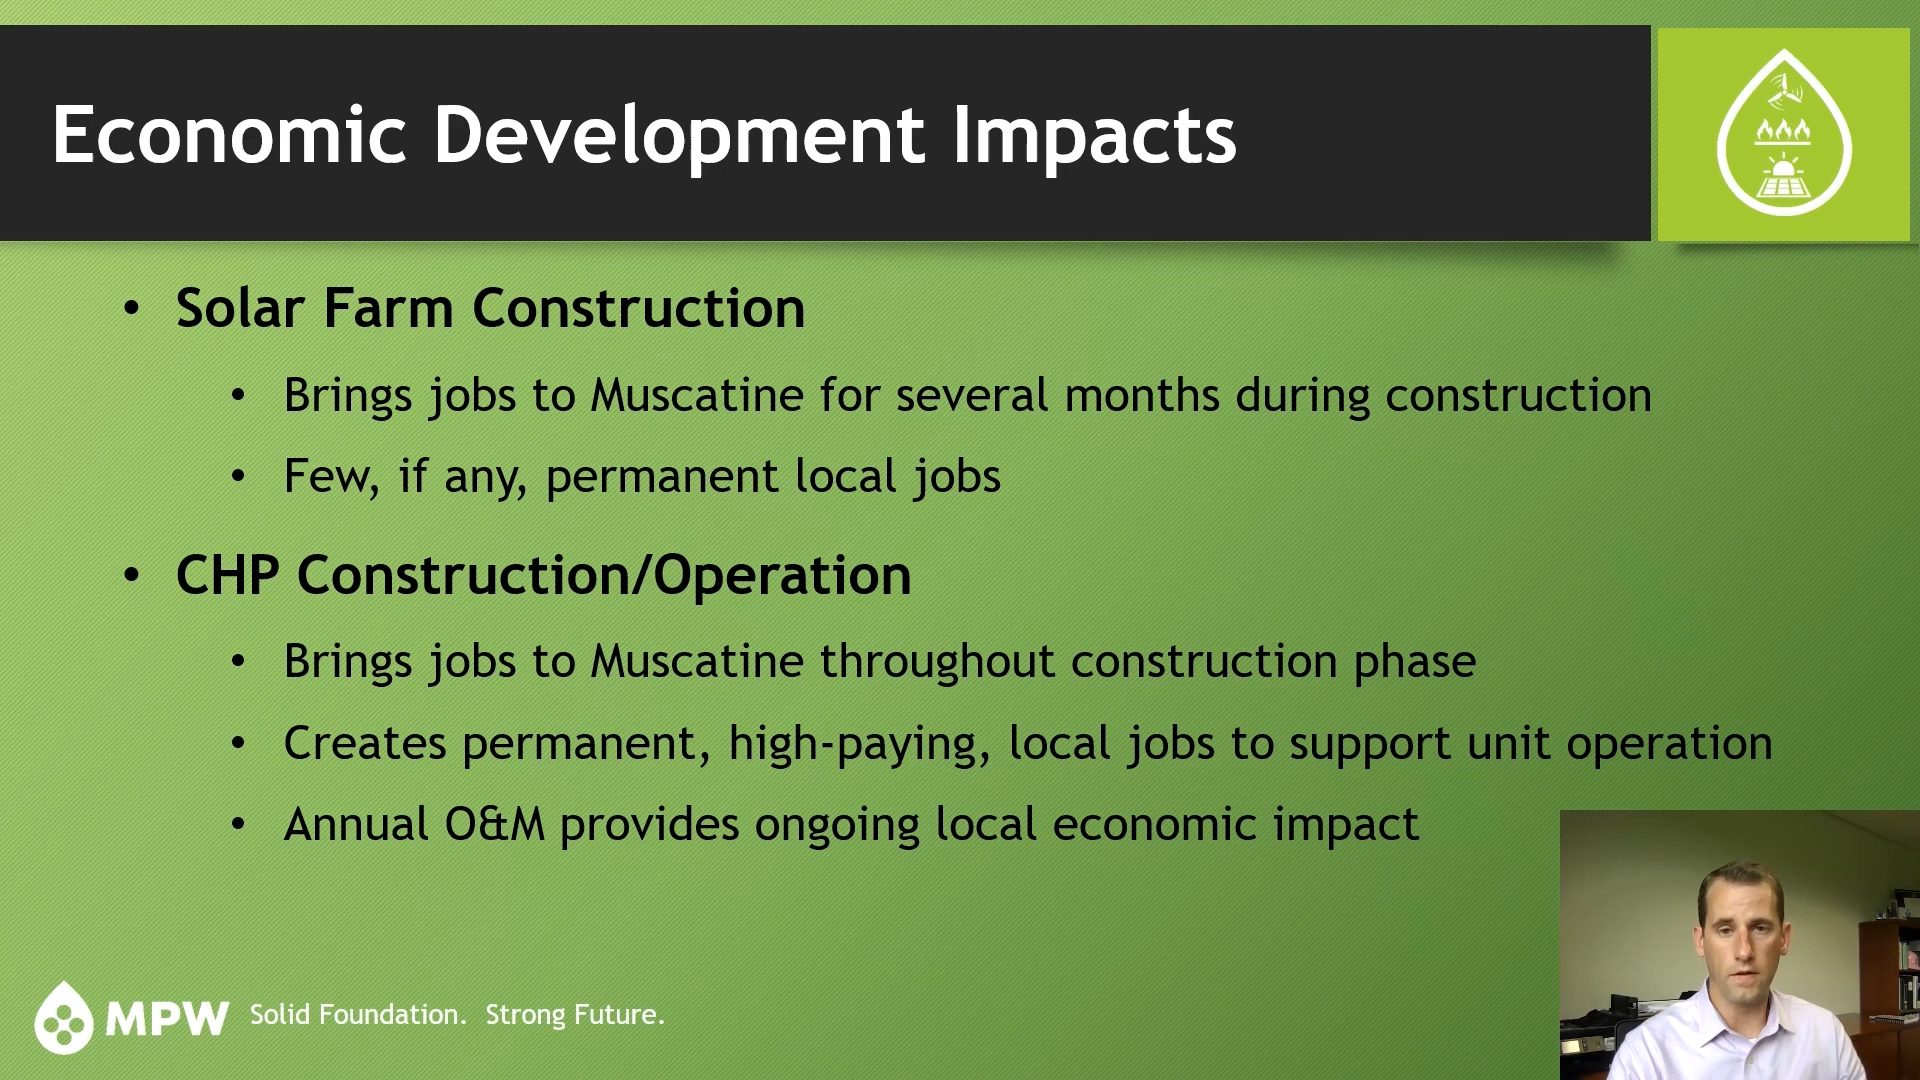 Economic Development Impacts
• Solar Farm Construction
• Brings jobs to Muscatine for several months during construction
• Few, if any, permanent local jobs
• CHP Construction/Operation
• Brings jobs to Muscatine throughout construction phase
• Creates permanent, high-paying, local jobs to support unit operation
• Annual O&M provides ongoing local economic impact
MPW Solid Foundation. Strong Future.